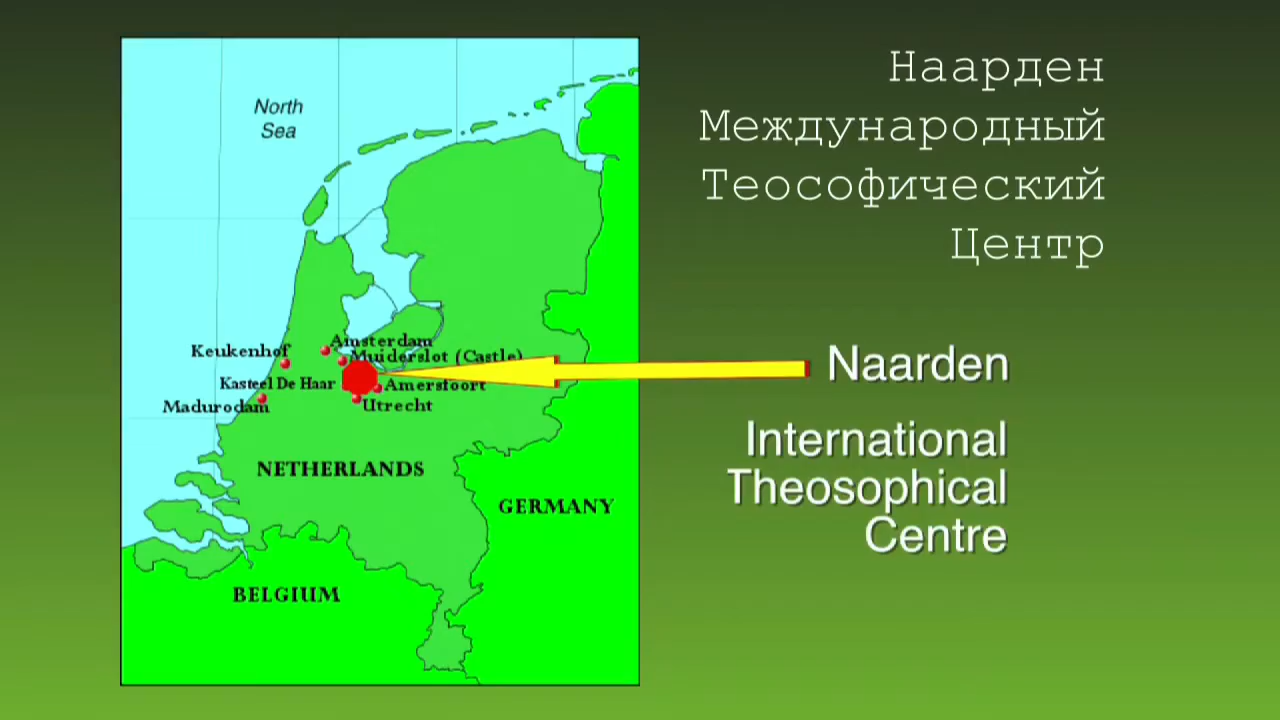 North
Sea
Keukenhof
Amsterdam
Muiderslot (Castle)
Kasteel De Haar
Amersfoort
Madurodam
Utrecht
NETHERLANDS
GERMANY
BELGIUM
Наарден
Международный
Теософический
Центр
Naarden
International
Theosophical
Centre